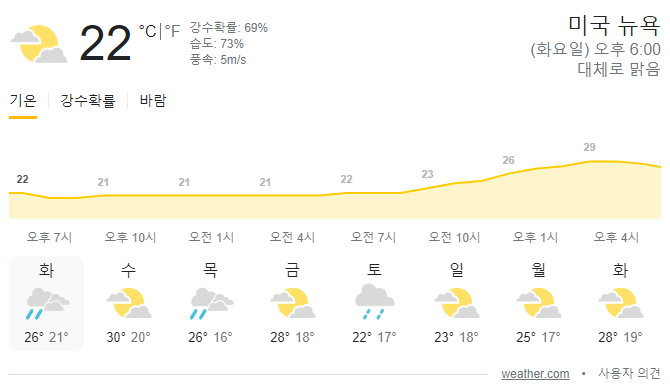 22 °C|°F
강수확률: 69%
습도: 73%
풍속: 5m/s
미국 뉴욕
(화요일) 오후 6:00
대체로 맑음
기온 강수확률 바람
22 21 21 21 22 23 26 29
오후 7시 오후 10시 오전 1시 오전 4시 오전 7시 오전 10시 오후 1시 오후 4시
화 수 목 금 토 일 월 화
26° 21° 30° 20° 26° 16° 28° 18° 22° 17° 23° 18° 25° 17° 28° 19°
weather.com • 사용자 의견